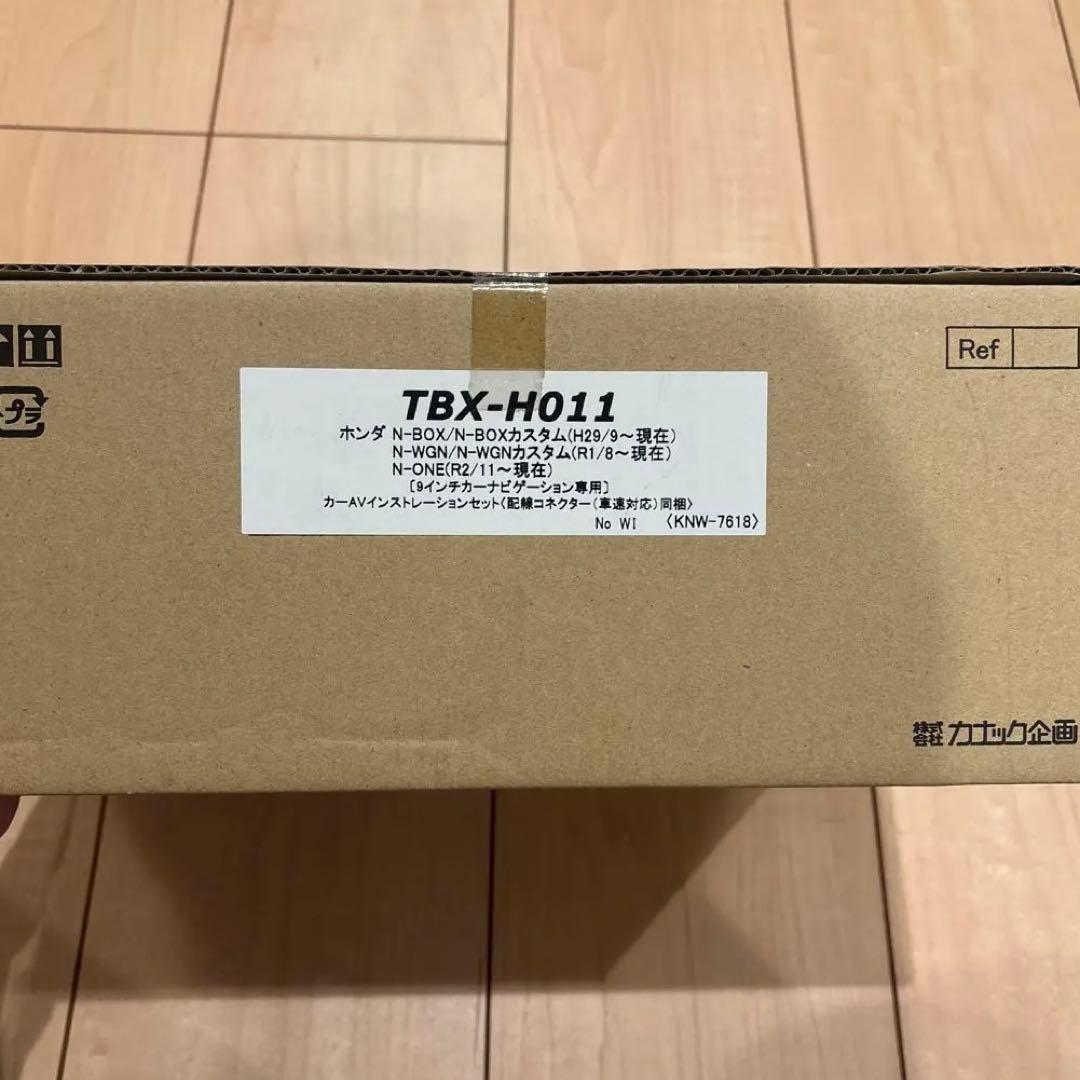 Ref
プラ
TBX-H011
ホンダ N-BOX/N-BOXカスタム(H29/9～現在)
N-WGN/N-WGNカスタム(R1/8～現在)
N-ONE(R2/11～現在)
［9インチカーナビゲーション専用］
カーAVインストレーションセット〈配線コネクター(車速対応)同梱〉
No WI 〈KNW-7618〉
株式会社 カナック企画